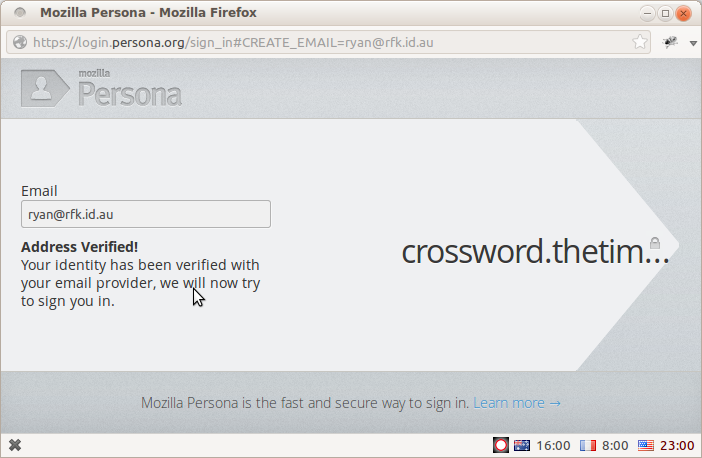 Mozilla Persona - Mozilla Firefox
https://login.persona.org/sign_in#CREATE_EMAIL=ryan@rfk.id.au
mozilla
Persona
Email
ryan@rfk.id.au
Address Verified!
Your identity has been verified with
your email provider, we will now try
to sign you in.
crossword.thetim...
Mozilla Persona is the fast and secure way to sign in. Learn more →
16:00 8:00 23:00